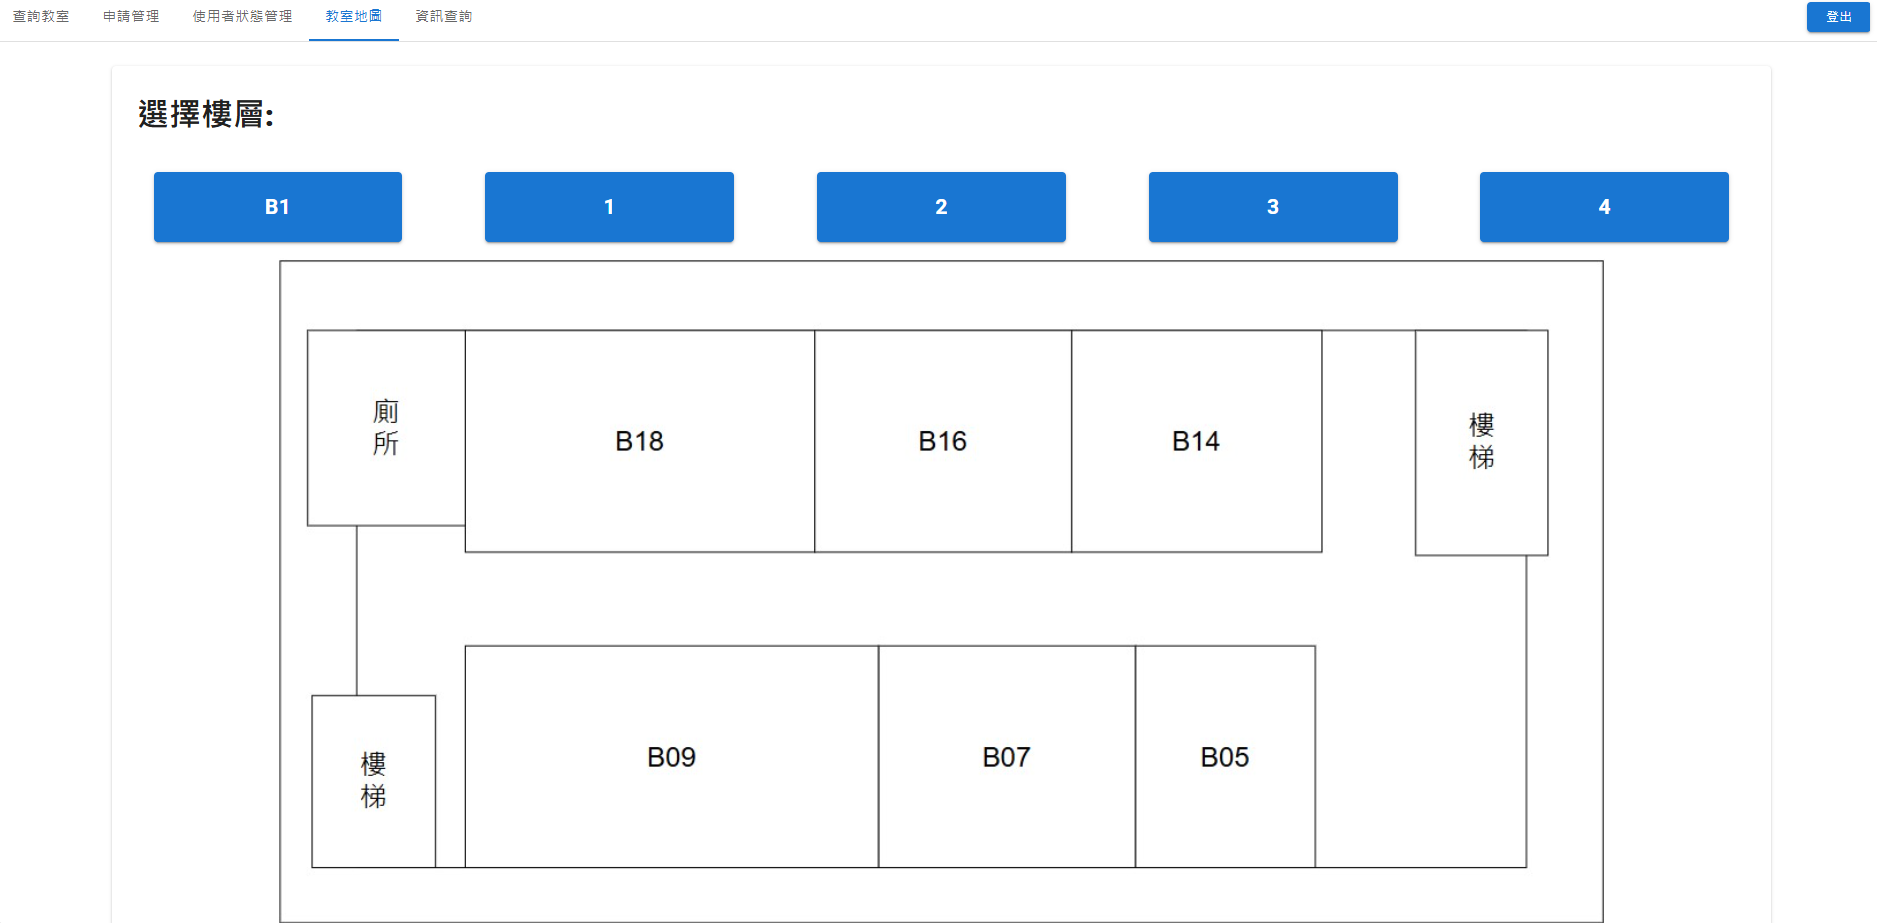 查詢教室 申請管理 使用者狀態管理 教室地圖 資訊查詢 登出
選擇樓層:
B1 1 2 3 4
廁
所
B18 B16 B14
樓
梯
樓
梯
B09 B07 B05